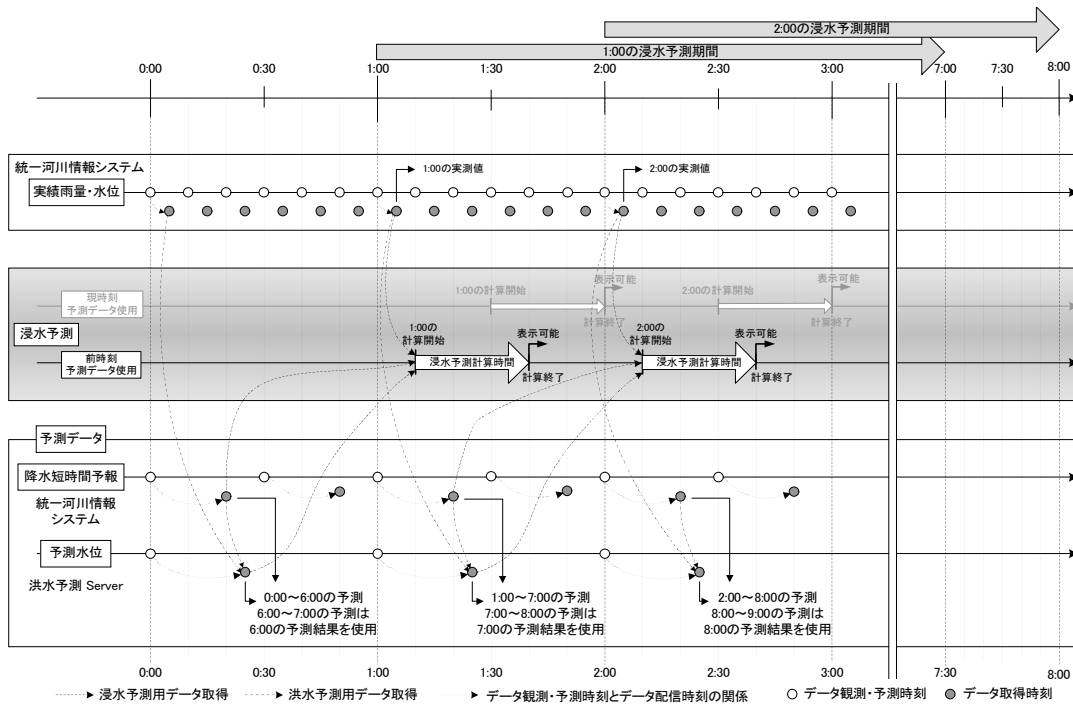 2:00の浸水予測期間
1:00の浸水予測期間
0:00 0:30 1:00 1:30 2:00 2:30 3:00 7:00 7:30 8:00
統一河川情報システム
実績雨量・水位
1:00の実測値
2:00の実測値
現時刻
予測データ使用
1:00の計算開始
表示可能
計算終了
2:00の計算開始
表示可能
計算終了
浸水予測
前時刻
予測データ使用
1:00の
計算開始
浸水予測計算時間
表示可能
計算終了
2:00の
計算開始
浸水予測計算時間
表示可能
計算終了
予測データ
降水短時間予報
統一河川情報
システム
予測水位
洪水予測 Server
0:00~6:00の予測
6:00~7:00の予測は
6:00の予測結果を使用
1:00~7:00の予測
7:00~8:00の予測は
7:00の予測結果を使用
2:00~8:00の予測
8:00~9:00の予測は
8:00の予測結果を使用
0:00 0:30 1:00 1:30 2:00 2:30 3:00 7:30 8:00
浸水予測用データ取得 洪水予測用データ取得 データ観測・予測時刻とデータ配信時刻の関係 データ観測・予測時刻 データ取得時刻